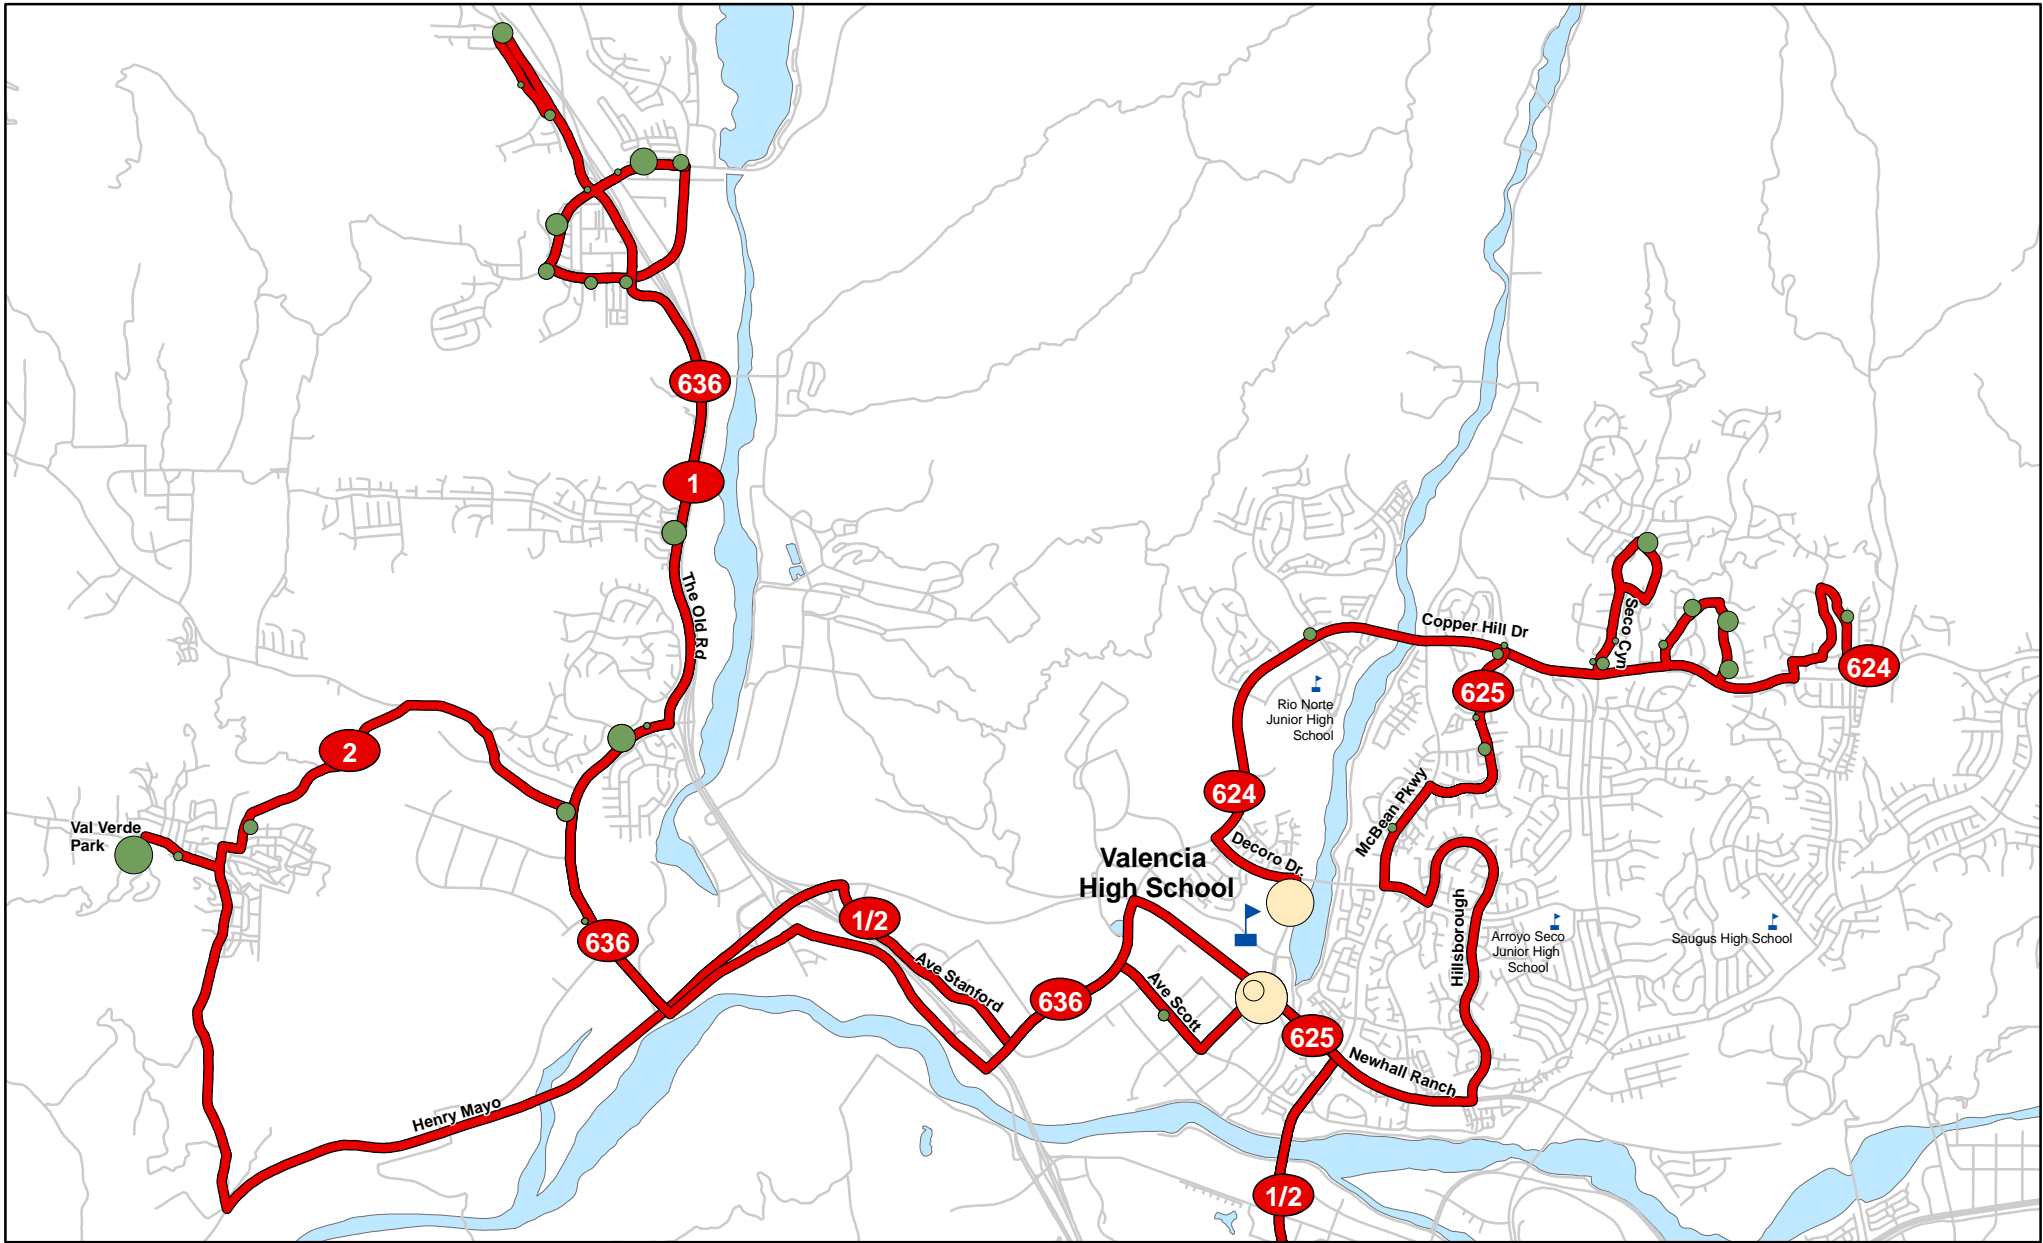 636
1
The Old Rd
Copper Hill Dr
Seco Cyn
624
625
Rio Norte
Junior High
School
2
624
McBean Pkwy
Val Verde
Park
Decoro Dr.
Valencia
High School
1/2
Hillsborough
636
Ave Stanford
Arroyo Seco
Junior High
School
Saugus High School
636
Ave Scott
625
Newhall Ranch
Henry Mayo
1/2